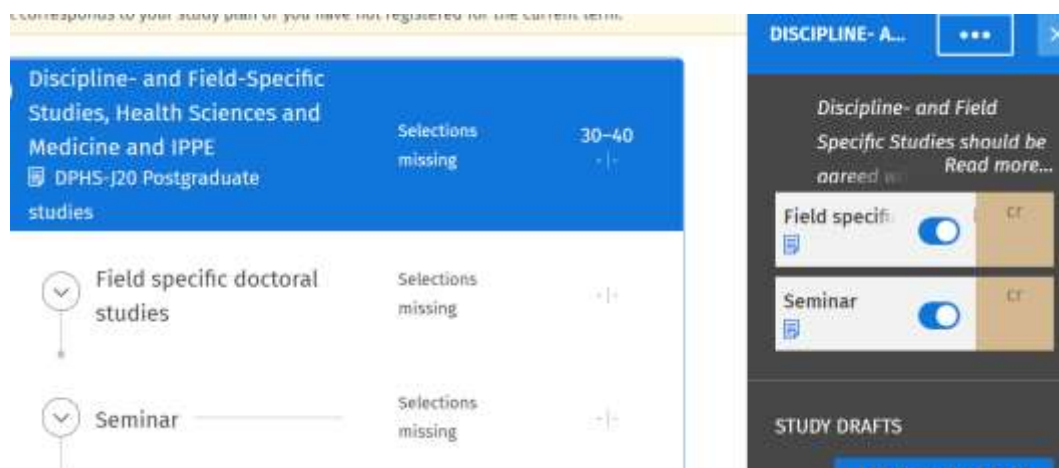 corresponds to your study plan or you have not registered for the current term.
Discipline- and Field-Specific
Studies, Health Sciences and
Medicine and IPPE
DPHS-J20 Postgraduate
studies
Selections
missing
30–40
- | -
Field specific doctoral
studies
Selections
missing
- | -
Seminar
Selections
missing
- | -
DISCIPLINE- A...
•••
Discipline- and Field
Specific Studies should be
agreed
Read more...
Field specifi
cr
Seminar
cr
STUDY DRAFTS